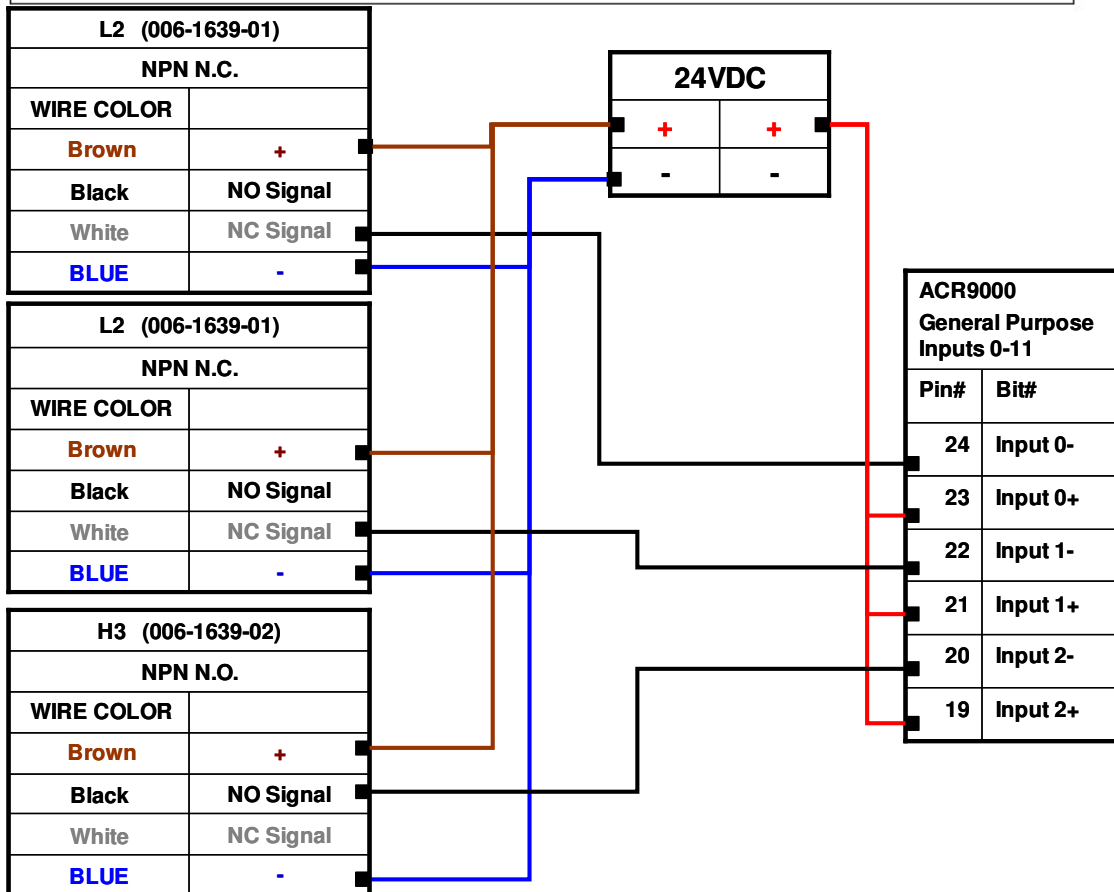 L2 (006-1639-01)
NPN N.C.
WIRE COLOR
Brown +
Black NO Signal
White NC Signal
BLUE -
L2 (006-1639-01)
NPN N.C.
WIRE COLOR
Brown +
Black NO Signal
White NC Signal
BLUE -
H3 (006-1639-02)
NPN N.O.
WIRE COLOR
Brown +
Black NO Signal
White NC Signal
BLUE -
24VDC
+ +
- -
ACR9000
General Purpose
Inputs 0-11
Pin# Bit#
24 Input 0-
23 Input 0+
22 Input 1-
21 Input 1+
20 Input 2-
19 Input 2+